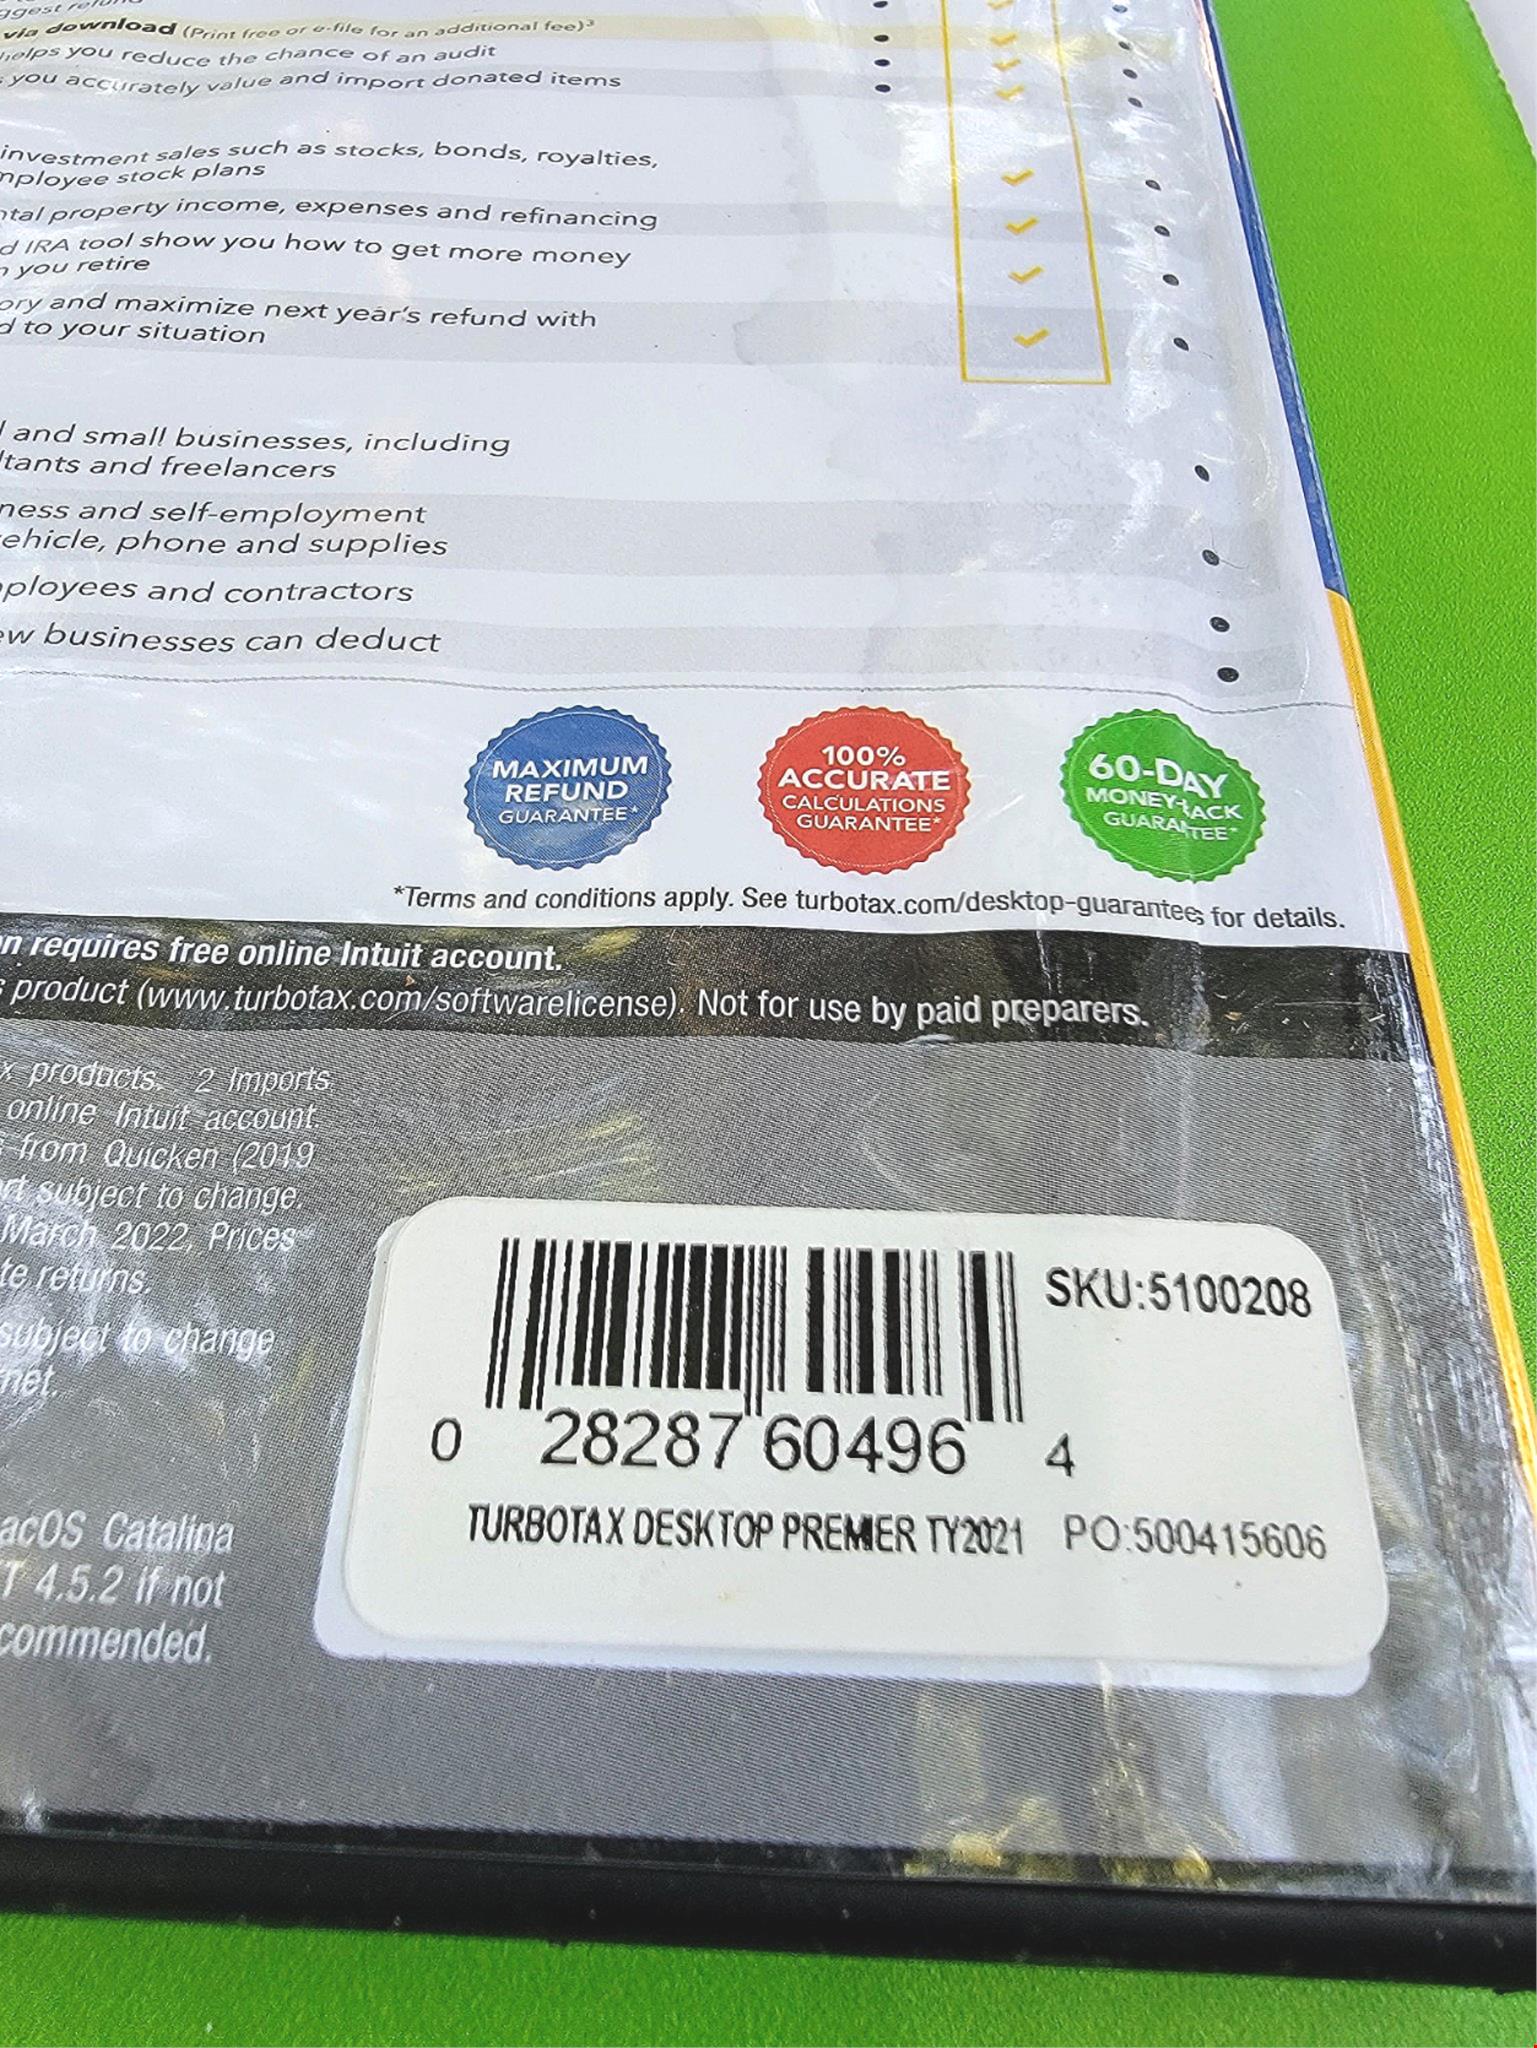 via download (Print free or e-file for an additional fee)³
helps you reduce the chance of an audit
you accurately value and import donated items
investment sales such as stocks, bonds, royalties,
mployee stock plans
ntal property income, expenses and refinancing
d IRA tool show you how to get more money
you retire
ory and maximize next year's refund with
d to your situation
and small businesses, including
ltants and freelancers
ness and self-employment
ehicle, phone and supplies
ployees and contractors
ew businesses can deduct
MAXIMUM
REFUND
GUARANTEE*
100%
ACCURATE
CALCULATIONS
GUARANTEE*
60-DAY
MONEY-BACK
GUARANTEE*
*Terms and conditions apply. See turbotax.com/desktop-guarantees for details.
n requires free online Intuit account.
product (www.turbotax.com/softwarelicense). Not for use by paid preparers.
x products. 2 Imports
online Intuit account.
from Quicken (2019
rt subject to change.
March 2022. Prices
te returns.
subject to change
net.
acOS Catalina
T 4.5.2 if not
commended.
SKU:5100208
0 28287 60496 4
TURBOTAX DESKTOP PREMIER TY2021 PO:500415606